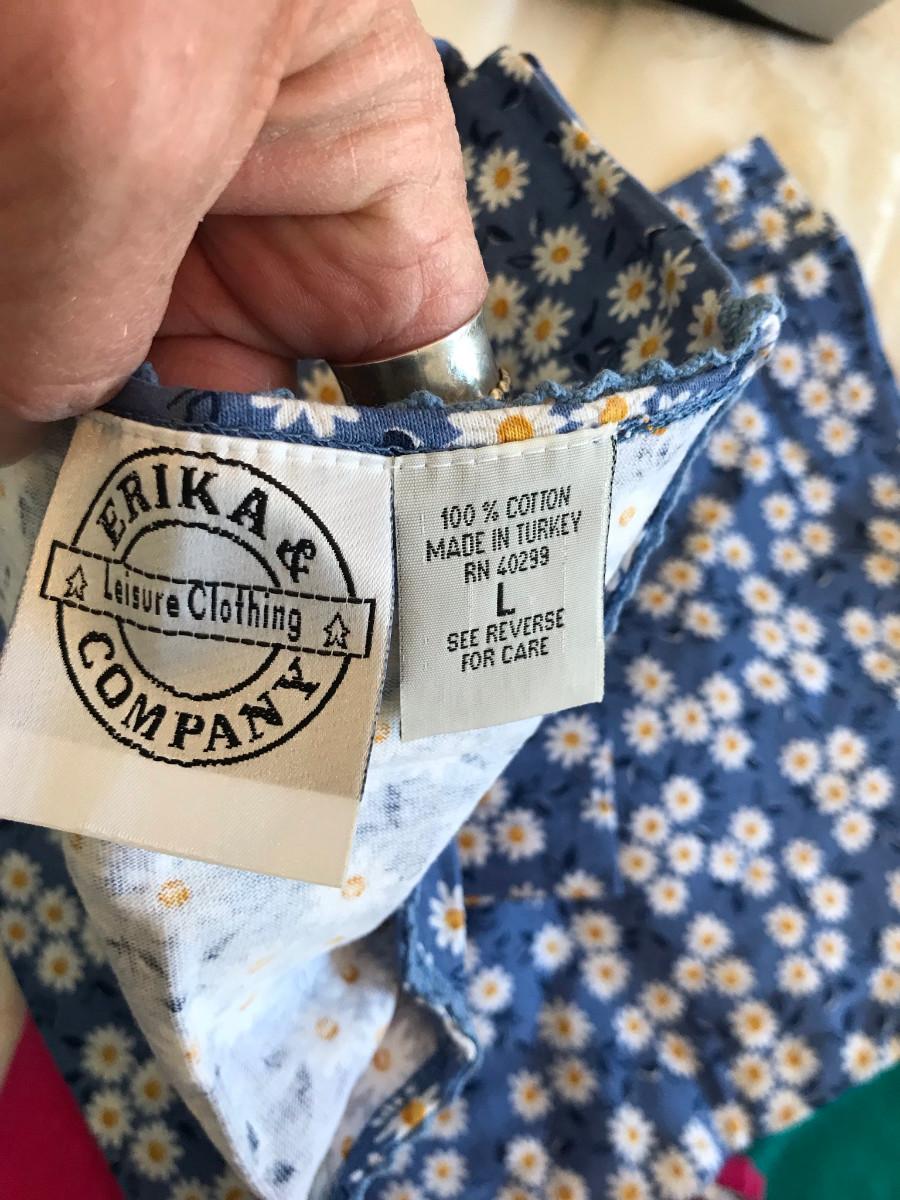 ERIKA &
Leisure Clothing
COMPANY
100 % COTTON
MADE IN TURKEY
RN 40299
L
SEE REVERSE
FOR CARE